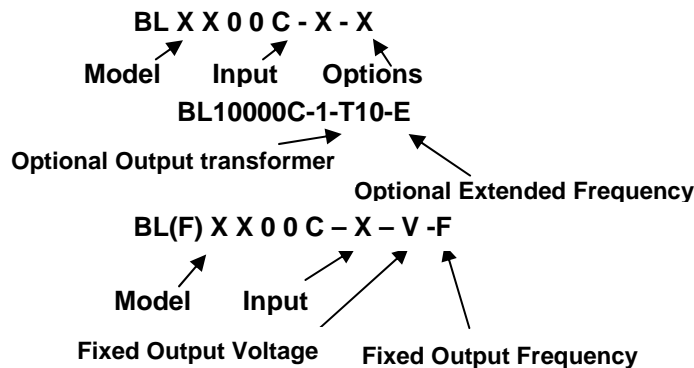 BL X X 0 0 C - X - X
Model Input Options
BL10000C-1-T10-E
Optional Output transformer
Optional Extended Frequency
BL(F) X X 0 0 C – X – V -F
Model Input
Fixed Output Voltage Fixed Output Frequency